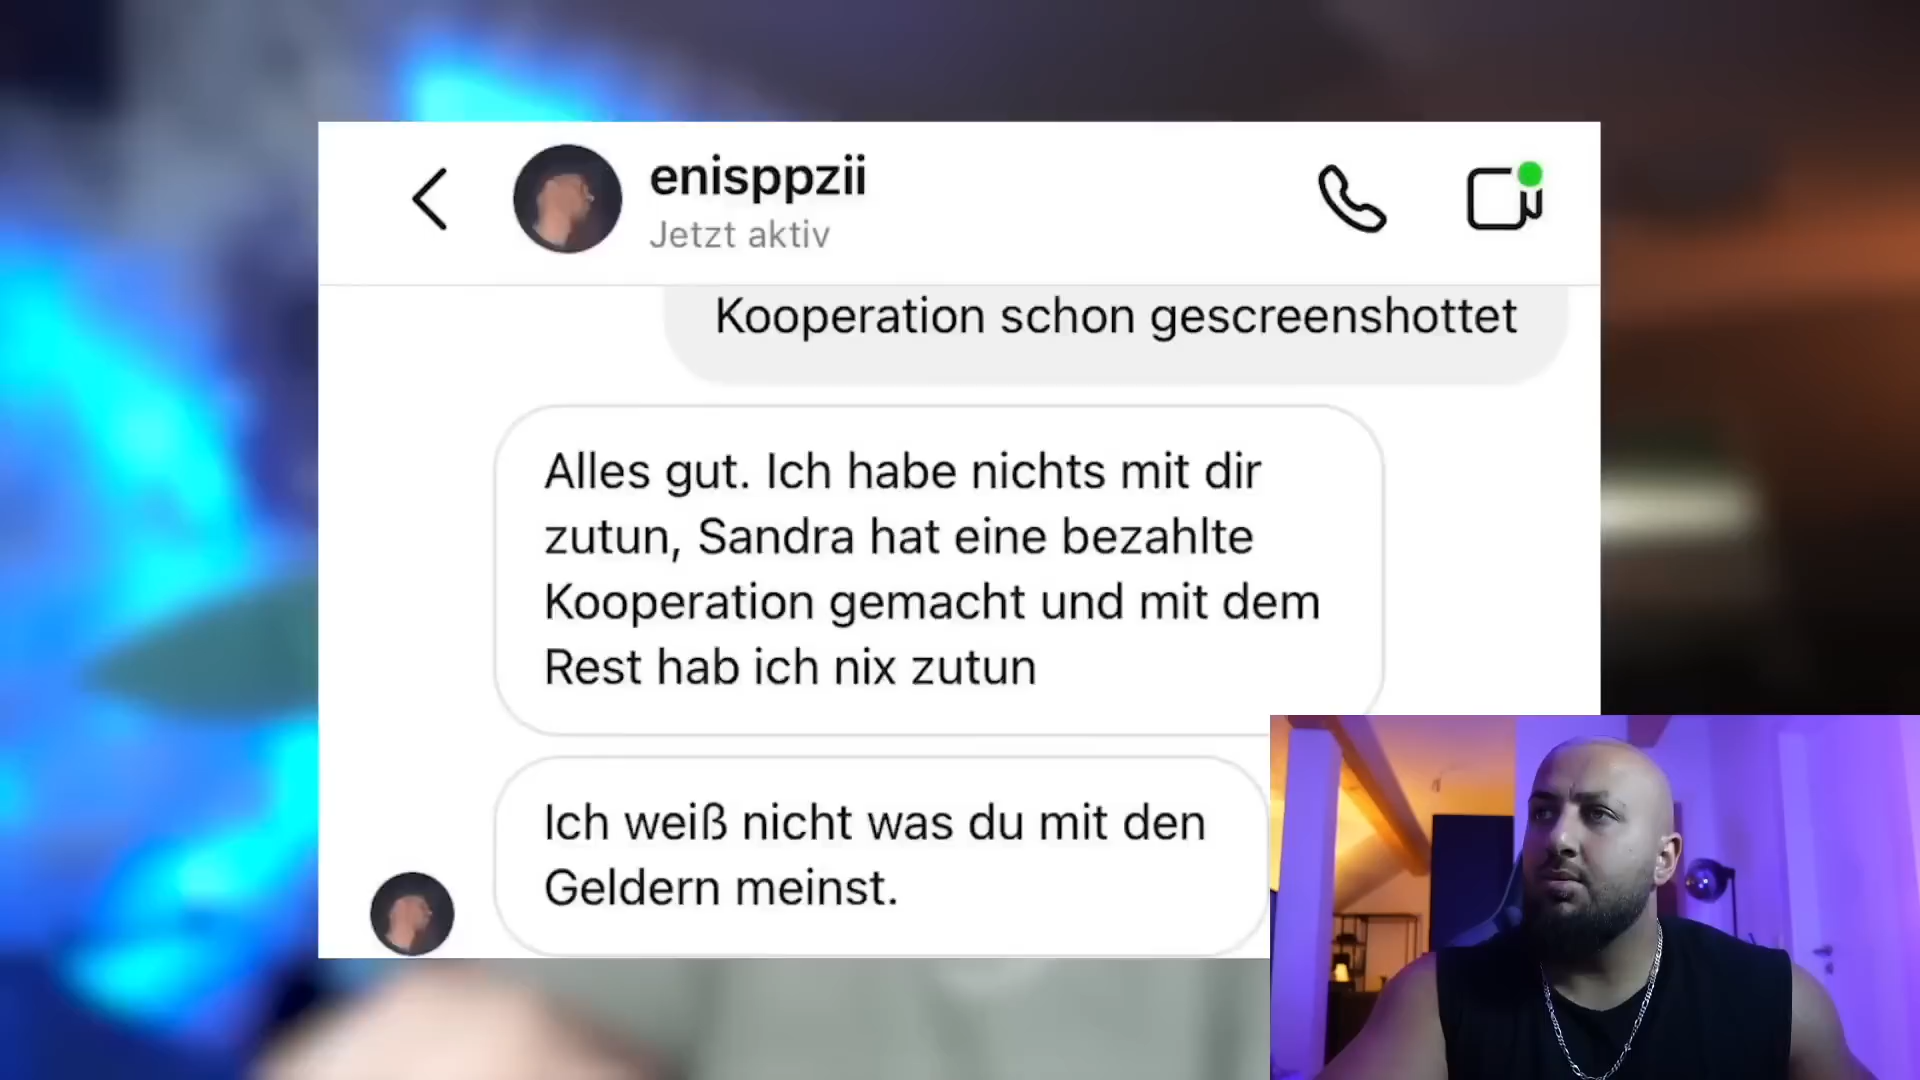 enisppzii
Jetzt aktiv
Kooperation schon gescreenshottet
Alles gut. Ich habe nichts mit dir
zutun, Sandra hat eine bezahlte
Kooperation gemacht und mit dem
Rest hab ich nix zutun
Ich weiß nicht was du mit den
Geldern meinst.